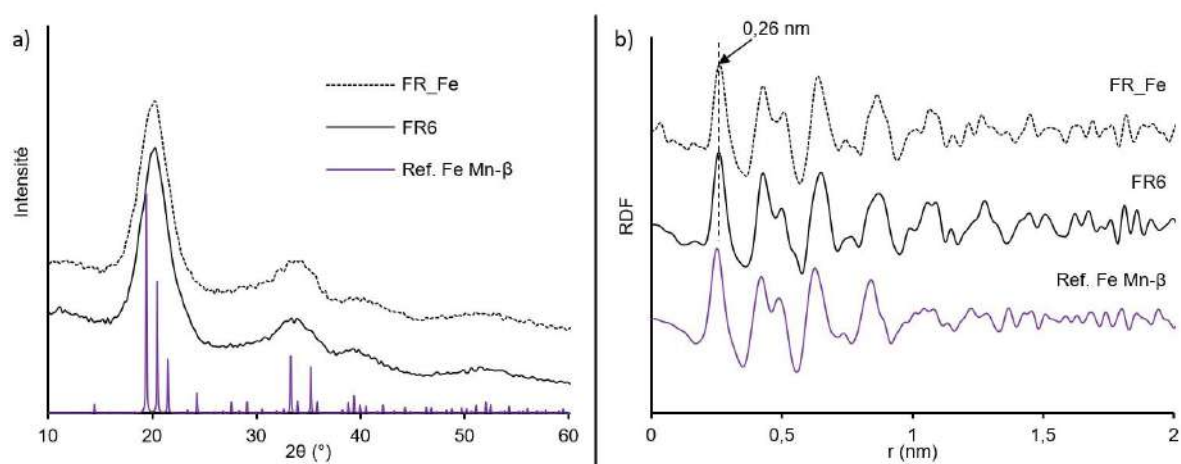 a)
FR_Fe
FR6
Ref. Fe Mn-β
Intensité
10 20 30 40 50 60
2θ (°)
b)
0,26 nm
FR_Fe
FR6
Ref. Fe Mn-β
RDF
0 0,5 1 1,5 2
r (nm)